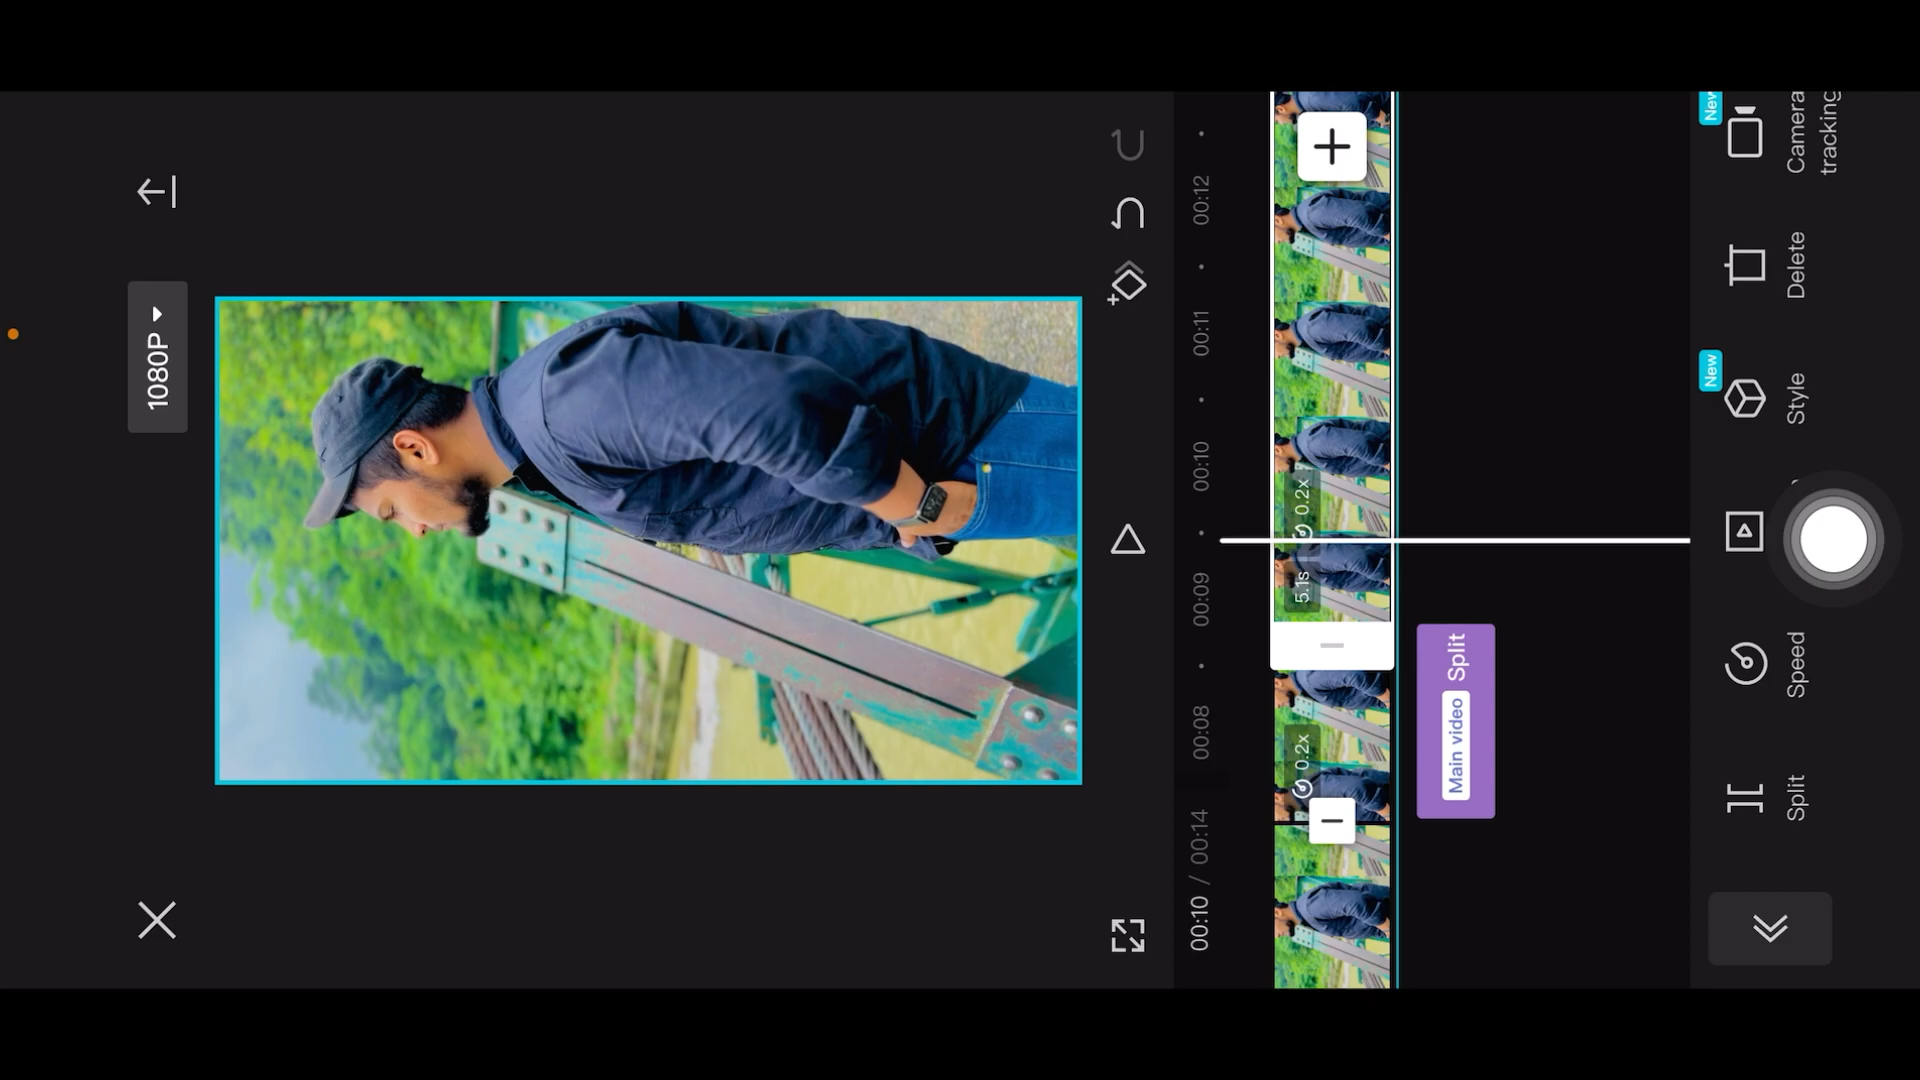 1080P
00:10 / 00:14
00:08
00:09
00:10
00:11
00:12
0.2x
5.1s
0.2x
Main video
Split
Split
Speed
New
Style
Delete
New
Camera
tracking